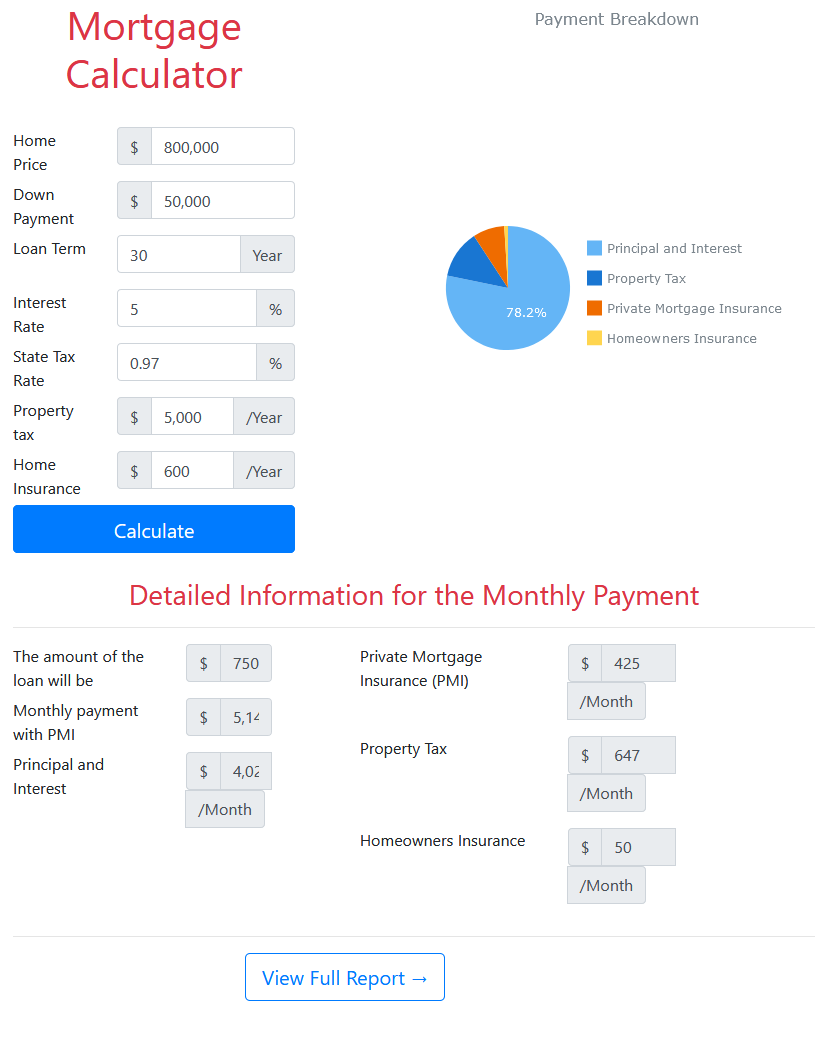 Mortgage
Calculator
Payment Breakdown
Home
Price
$ 800,000
Down
Payment
$ 50,000
Loan Term
30 Year
Interest
Rate
5 %
State Tax
Rate
0.97 %
Property
tax
$ 5,000 /Year
Home
Insurance
$ 600 /Year
Calculate
78.2%
Principal and Interest
Property Tax
Private Mortgage Insurance
Homeowners Insurance
Detailed Information for the Monthly Payment
The amount of the
loan will be
$ 750
Monthly payment
with PMI
$ 5,14
Principal and
Interest
$ 4,02
/Month
Private Mortgage
Insurance (PMI)
$ 425
/Month
Property Tax
$ 647
/Month
Homeowners Insurance
$ 50
/Month
View Full Report →